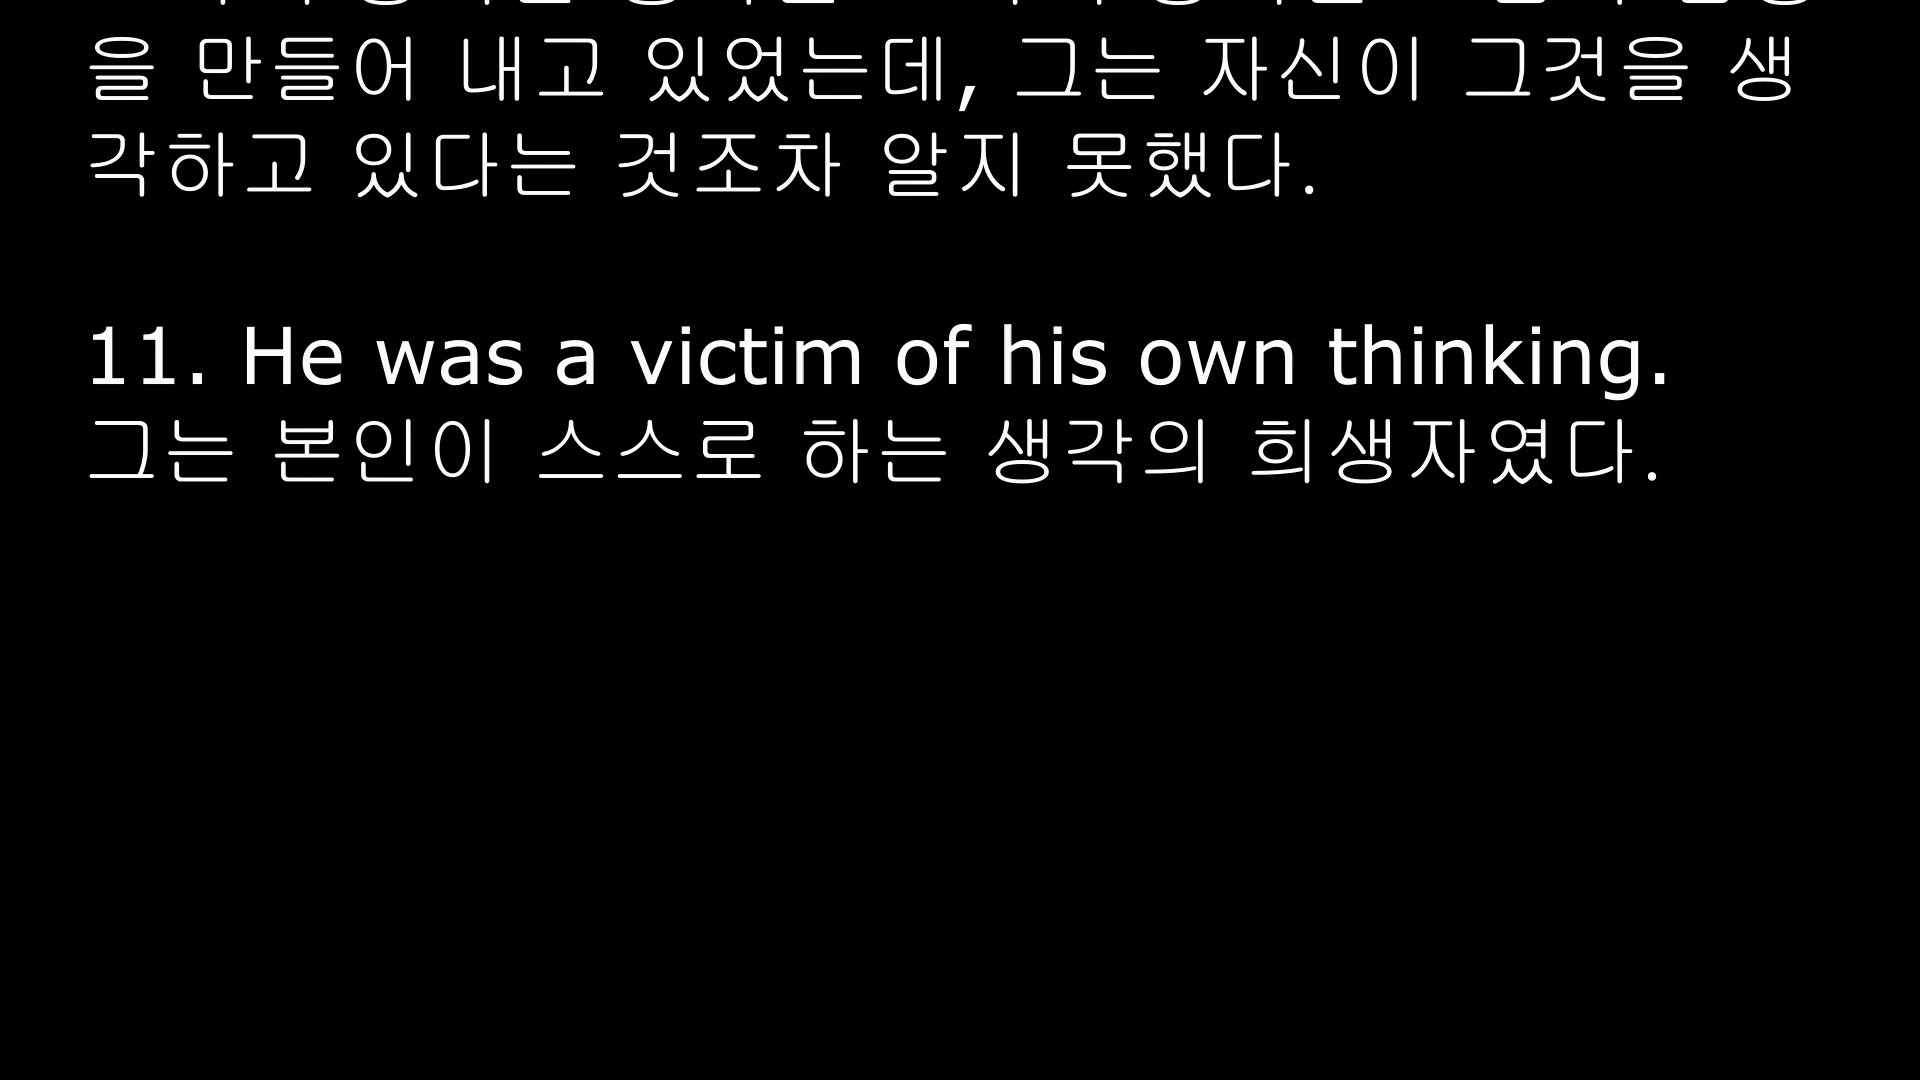 을 만들어 내고 있었는데, 그는 자신이 그것을 생
각하고 있다는 것조차 알지 못했다.
11. He was a victim of his own thinking.
그는 본인이 스스로 하는 생각의 희생자였다.